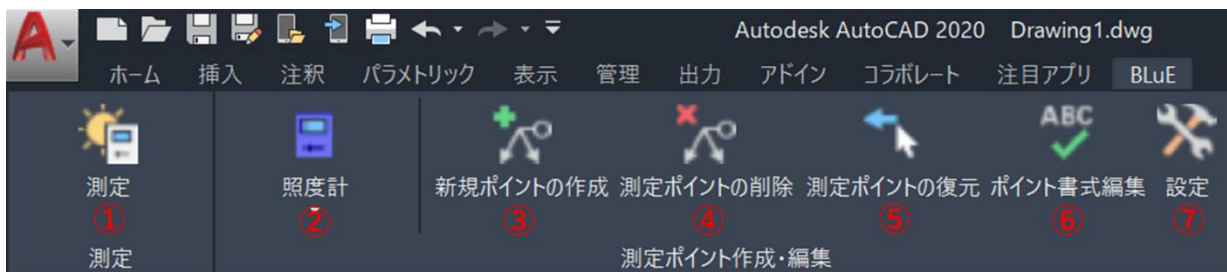 Autodesk AutoCAD 2020 Drawing1.dwg
ホーム 挿入 注釈 パラメトリック 表示 管理 出力 アドイン コラボレート 注目アプリ BLuE
ABC
測定 照度計 新規ポイントの作成 測定ポイントの削除 測定ポイントの復元 ポイント書式編集 設定
① ② ③ ④ ⑤ ⑥ ⑦
測定 測定ポイント作成・編集